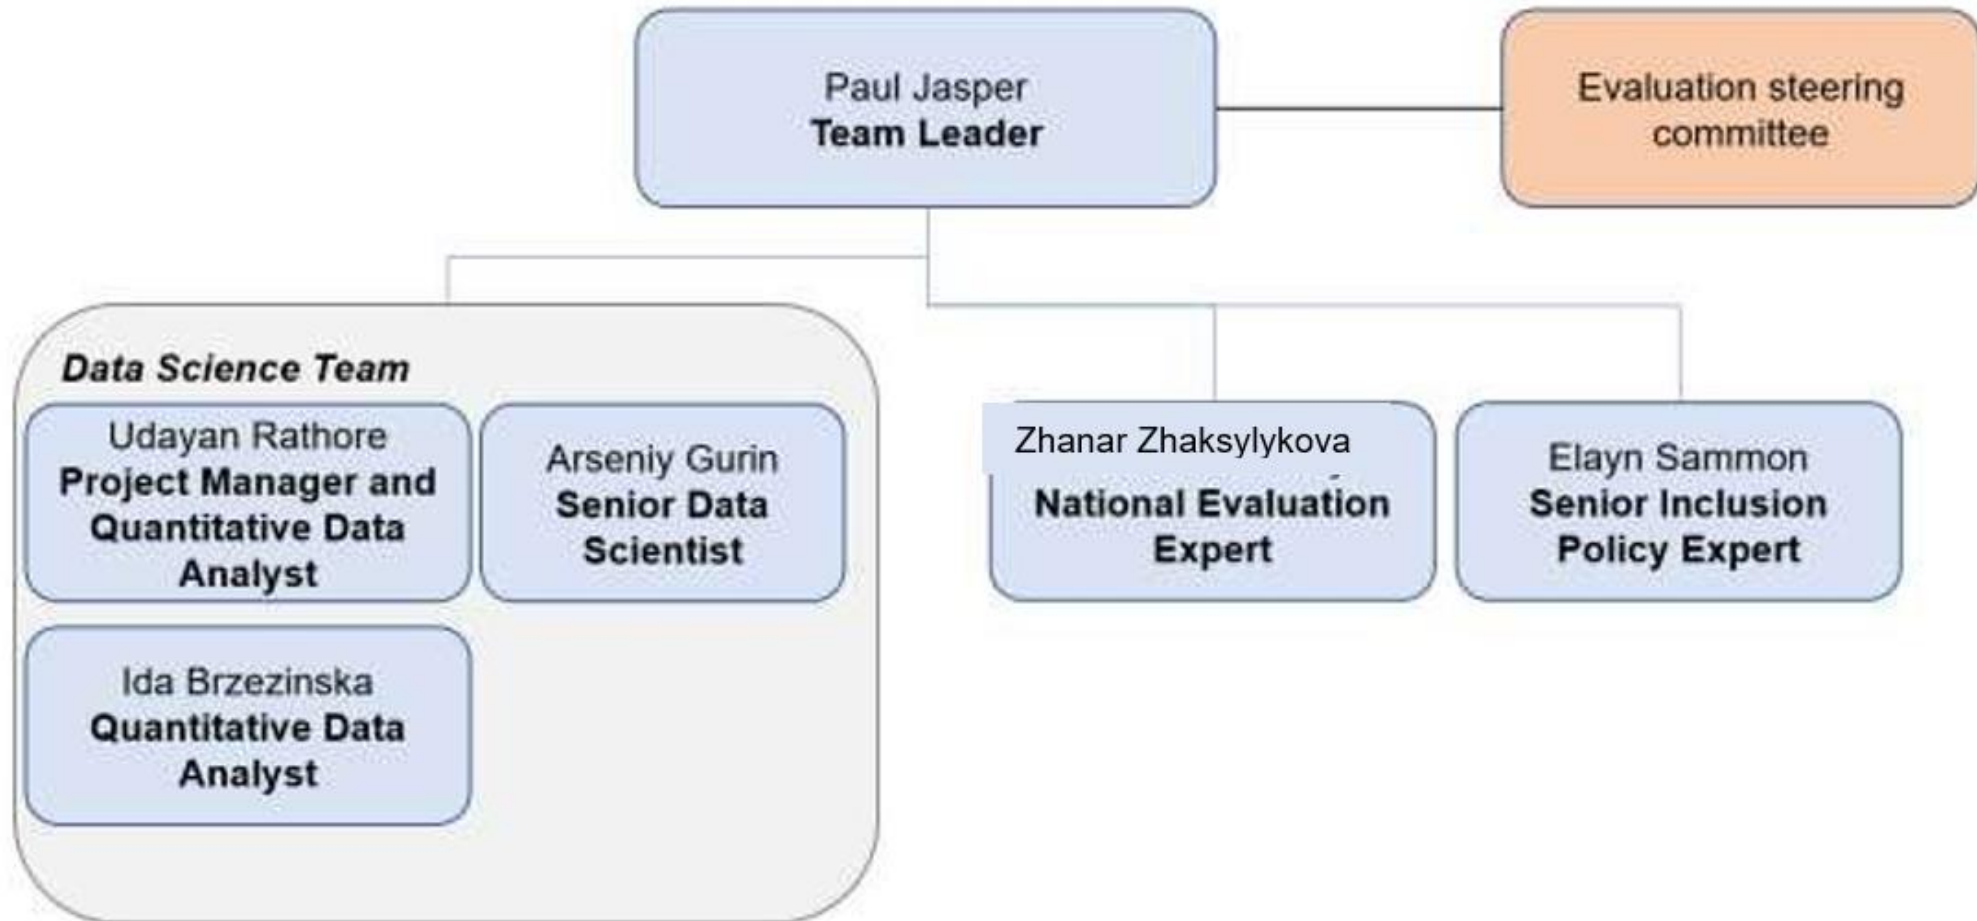 Paul Jasper
Team Leader
Evaluation steering
committee
Data Science Team
Udayan Rathore
Project Manager and
Quantitative Data
Analyst
Arseniy Gurin
Senior Data
Scientist
Zhanar Zhaksylykova
National Evaluation
Expert
Elayn Sammon
Senior Inclusion
Policy Expert
Ida Brzezinska
Quantitative Data
Analyst